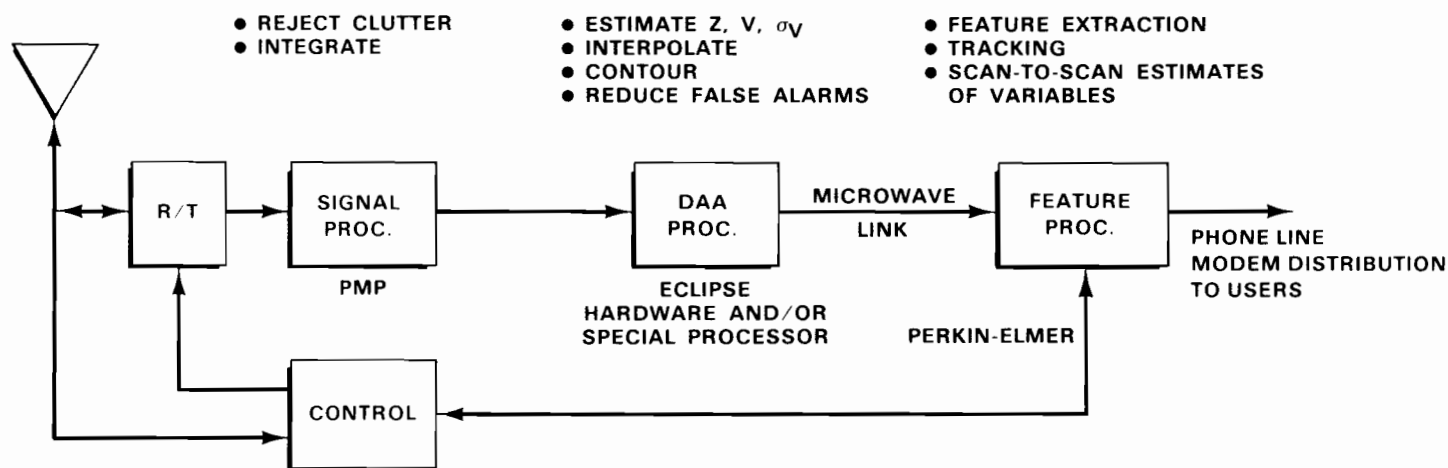 ● REJECT CLUTTER
● INTEGRATE
● ESTIMATE Z, V, σV
● INTERPOLATE
● CONTOUR
● REDUCE FALSE ALARMS
● FEATURE EXTRACTION
● TRACKING
● SCAN-TO-SCAN ESTIMATES
OF VARIABLES
R/T
SIGNAL
PROC.
PMP
DAA
PROC.
ECLIPSE
HARDWARE AND/OR
SPECIAL PROCESSOR
MICROWAVE
LINK
FEATURE
PROC.
PERKIN-ELMER
PHONE LINE
MODEM DISTRIBUTION
TO USERS
CONTROL